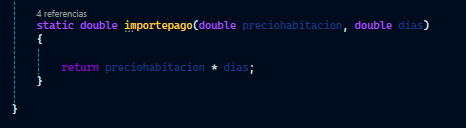 4 referencias
static double importepago(double preciohabitacion, double dias)
{
return preciohabitacion * dias;
}
}